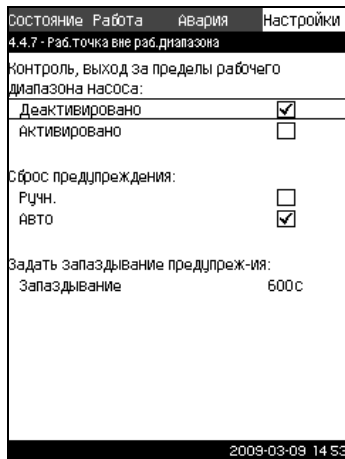 Состояние Работа Авария Настройки
4.4.7 - Раб.точка вне раб.диапазона
Контроль, выход за пределы рабочего
диапазона насоса:
Деактивировано
Активировано
Сброс предупреждения:
Ручн.
Авто
Задать запаздывание предупреж-ия:
Запаздывание 600с
2009-03-09 14:53